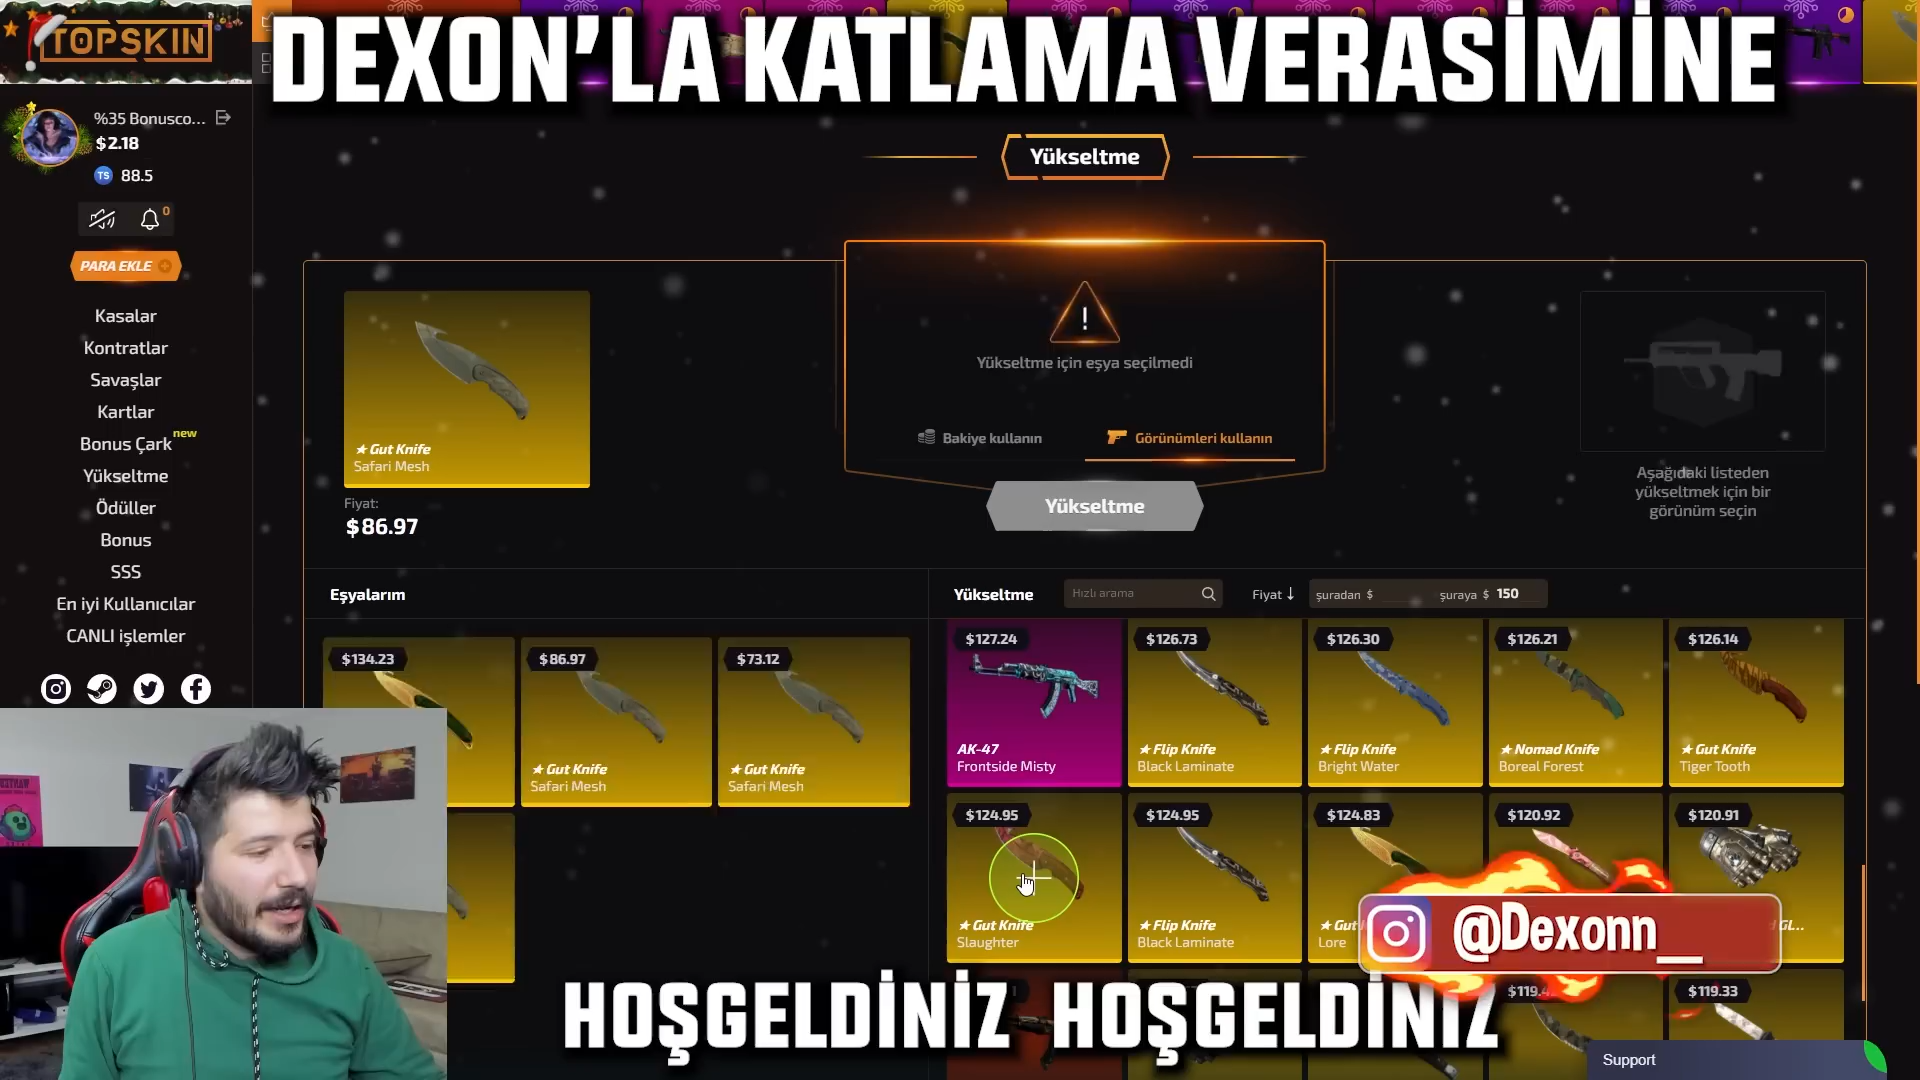 DEXON'LA KATLAMA VERASİMİNE
TOPSKIN
%35 Bonusco...
$2.18
TS 88.5
0
PARA EKLE
Kasalar
Kontratlar
Savaşlar
Kartlar
Bonus Çark new
Yükseltme
Ödüller
Bonus
SSS
En iyi Kullanıcılar
CANLI işlemler
Yükseltme
Yükseltme için eşya seçilmedi
Bakiye kullanın
Görünümleri kullanın
Yükseltme
★ Gut Knife
Safari Mesh
Fiyat:
$86.97
Aşağıdaki listeden
yükseltmek için bir
görünüm seçin
Eşyalarım
$134.23
$86.97
★ Gut Knife
Safari Mesh
$73.12
★ Gut Knife
Safari Mesh
Yükseltme
Hızlı arama
Fiyat
şuradan $
şuraya $ 150
$127.24
AK-47
Frontside Misty
$126.73
★ Flip Knife
Black Laminate
$126.30
★ Flip Knife
Bright Water
$126.21
★ Nomad Knife
Boreal Forest
$126.14
★ Gut Knife
Tiger Tooth
$124.95
★ Gut Knife
Slaughter
$124.95
★ Flip Knife
Black Laminate
$124.83
★ Gut
Lore
$120.92
$120.91
GL...
@Dexonn__
$119.33
HOŞGELDİNİZ HOŞGELDİNİZ
Support